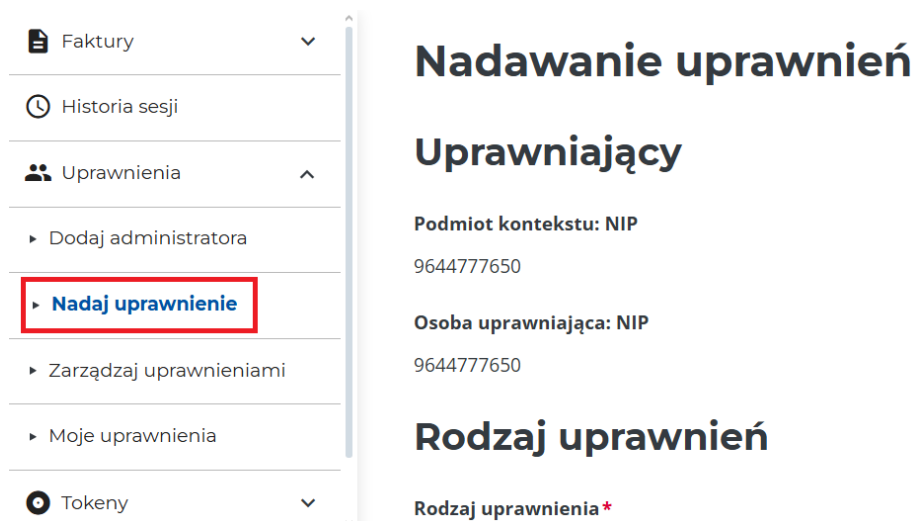 Faktury
Historia sesji
Uprawnienia
Dodaj administratora
Nadaj uprawnienie
Zarządzaj uprawnieniami
Moje uprawnienia
Tokeny
Nadawanie uprawnień
Uprawniający
Podmiot kontekstu: NIP
9644777650
Osoba uprawniająca: NIP
9644777650
Rodzaj uprawnień
Rodzaj uprawnienia*